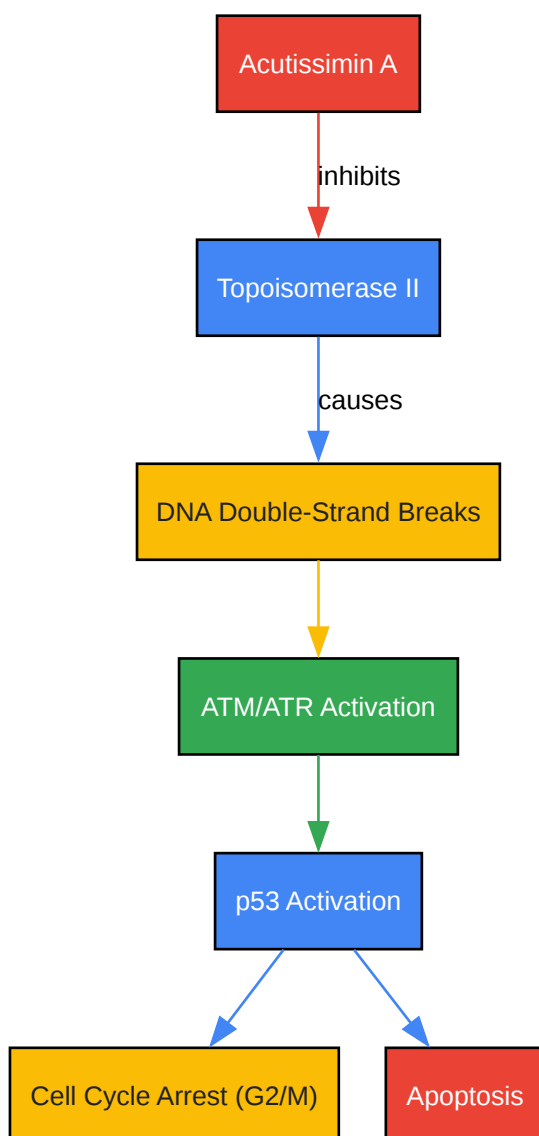 Acutissimin A
inhibits
Topoisomerase II
causes
DNA Double-Strand Breaks
ATM/ATR Activation
p53 Activation
Cell Cycle Arrest (G2/M)
Apoptosis